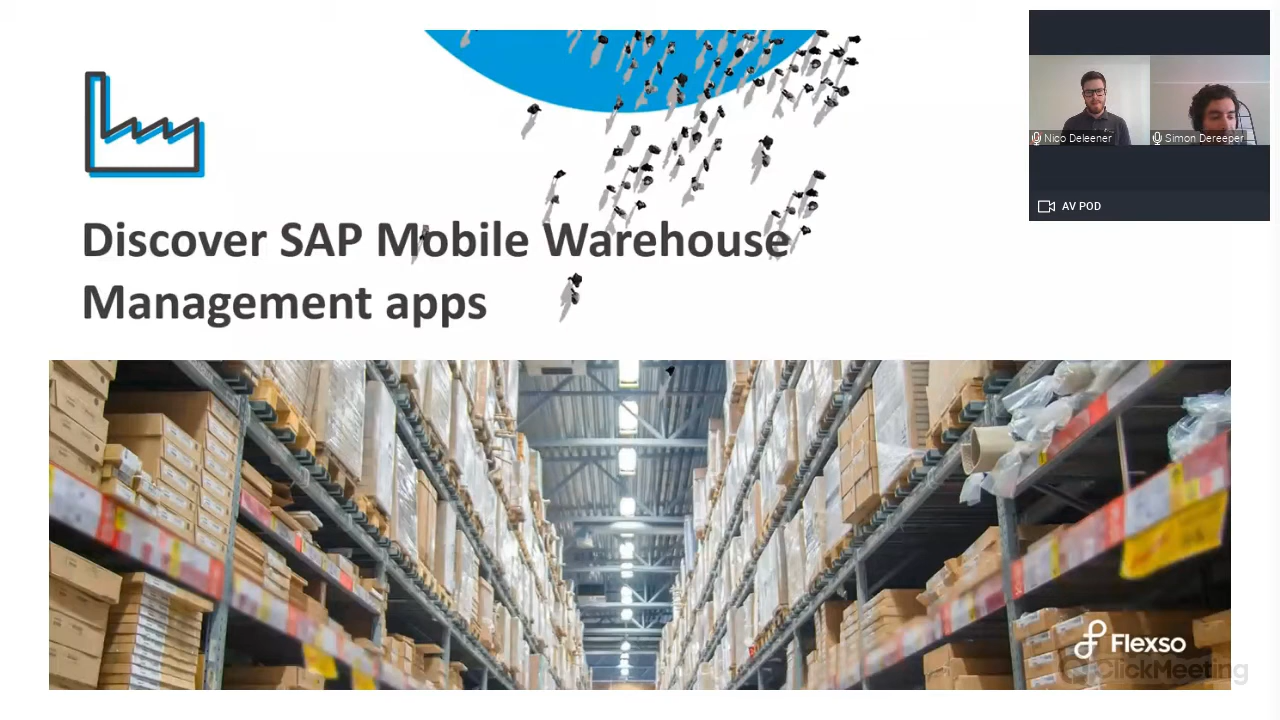 Nico Deleener
Simon Dereeper
AV POD
Discover SAP Mobile Warehouse
Management apps
Flexso
ClickMeeting